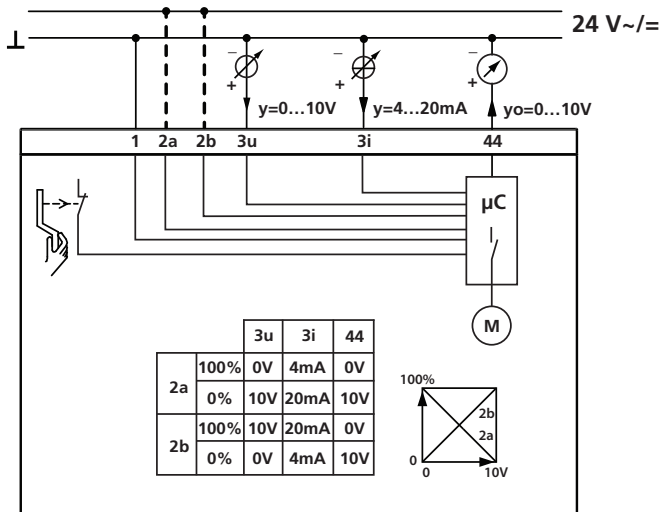 24 V~/=
⊥
− − −
+ + +
y=0...10V y=4...20mA yo=0...10V
1 2a 2b 3u 3i 44
µC
M
3u 3i 44
2a 100% 0V 4mA 0V
0% 10V 20mA 10V
2b 100% 10V 20mA 0V
0% 0V 4mA 10V
100%
2b
2a
0
0 10V